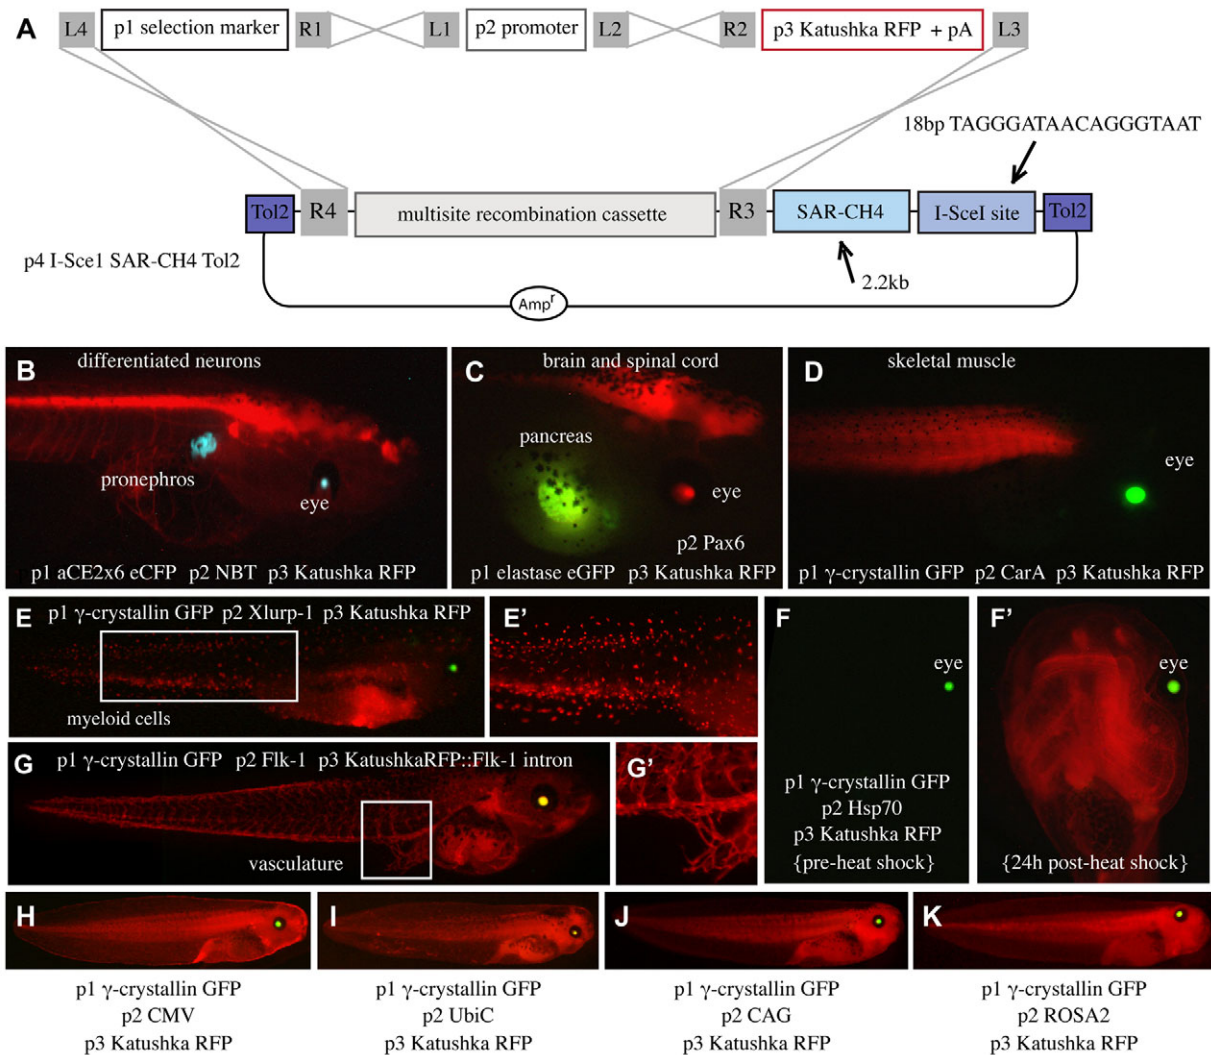 A
L4 p1 selection marker R1 L1 p2 promoter L2 R2 p3 Katushka RFP + pA L3
18bp TAGGGATAACAGGGTAAT
Tol2 R4 multisite recombination cassette R3 SAR-CH4 I-SceI site Tol2
p4 I-Sce1 SAR-CH4 Tol2
2.2kb
Ampr
B
differentiated neurons
pronephros
eye
p1 aCE2x6 eCFP p2 NBT p3 Katushka RFP
C
brain and spinal cord
pancreas
eye
p2 Pax6
p1 elastase eGFP p3 Katushka RFP
D
skeletal muscle
eye
p1 γ-crystallin GFP p2 CarA p3 Katushka RFP
E
p1 γ-crystallin GFP p2 Xlurp-1 p3 Katushka RFP
myeloid cells
E'
F
eye
p1 γ-crystallin GFP
p2 Hsp70
p3 Katushka RFP
{pre-heat shock}
F'
eye
{24h post-heat shock}
G
p1 γ-crystallin GFP p2 Flk-1 p3 KatushkaRFP::Flk-1 intron
vasculature
G'
H
p1 γ-crystallin GFP
p2 CMV
p3 Katushka RFP
I
p1 γ-crystallin GFP
p2 UbiC
p3 Katushka RFP
J
p1 γ-crystallin GFP
p2 CAG
p3 Katushka RFP
K
p1 γ-crystallin GFP
p2 ROSA2
p3 Katushka RFP